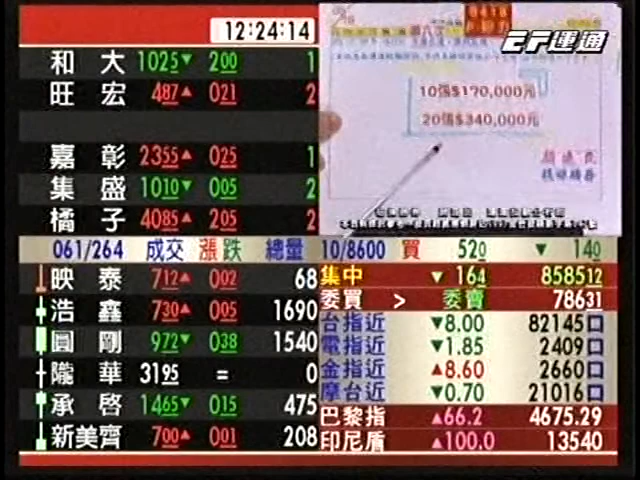 12:24:14
和 大 1025▼ 200 1
旺 宏 487▲ 021 2
嘉 彰 2355▲ 025 1
集 盛 1010▼ 005 2
橘 子 4085▲ 205 2
061/264 成交 漲跌 總量
映 泰 712▲ 002 68
浩 鑫 730▲ 005 1690
圓 剛 972▼ 038 1540
隴 華 3195 = 0
承 啓 1465▼ 015 475
新美齊 700▲ 001 208
ET運通
10張$170,000元
20張$340,000元
10/8600 買 520 ▼ 140
集中 ▼ 164 858512
委買 > 委賣 78631
台指近 ▼8.00 82145口
電指近 ▼1.85 2409口
金指近 ▲8.60 2660口
摩台近 ▼0.70 21016口
巴黎指 ▲66.2 4675.29
印尼盾 ▲100.0 13540